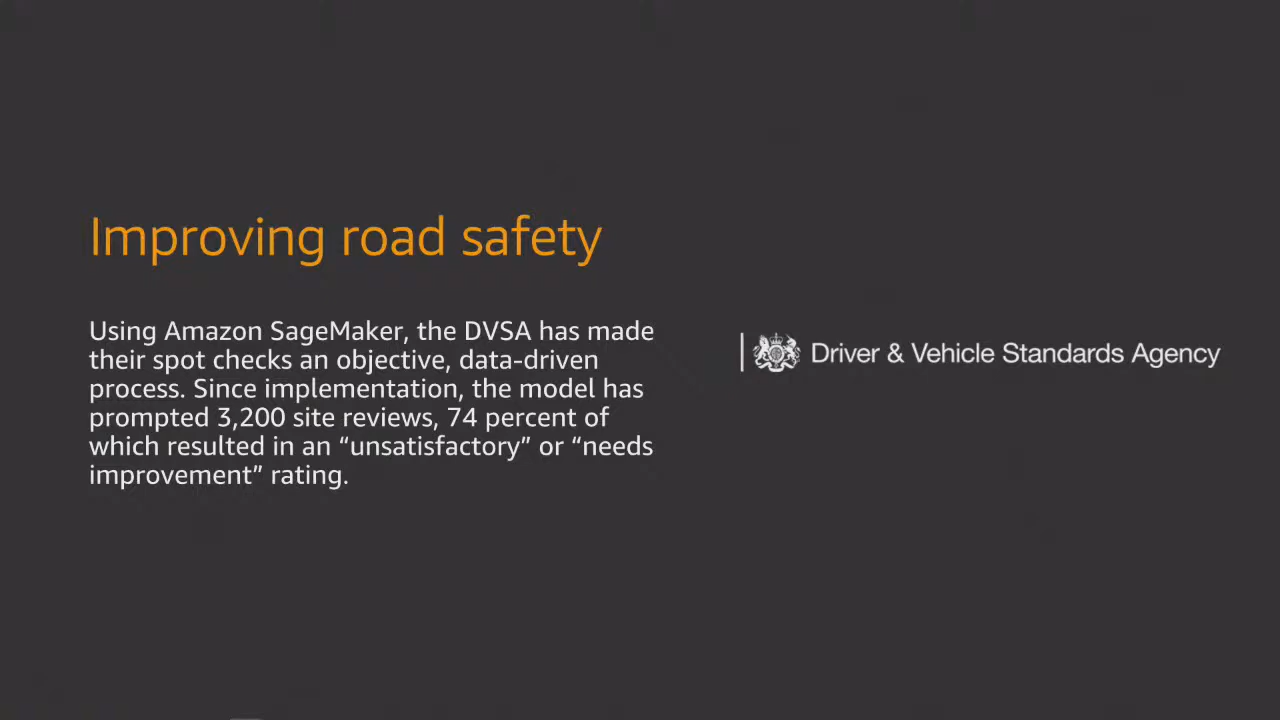 Improving road safety
Using Amazon SageMaker, the DVSA has made
their spot checks an objective, data-driven
process. Since implementation, the model has
prompted 3,200 site reviews, 74 percent of
which resulted in an “unsatisfactory” or “needs
improvement” rating.
Driver & Vehicle Standards Agency